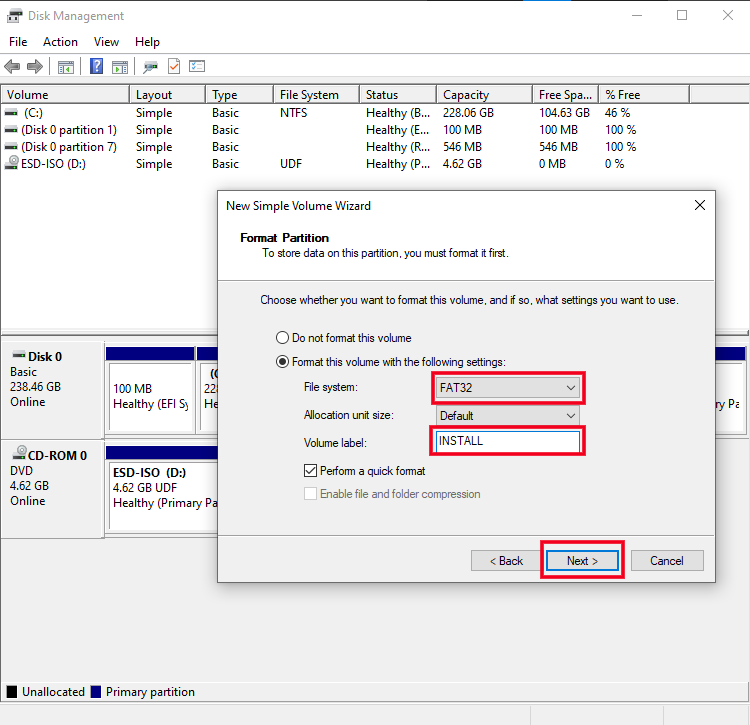 Disk Management
File Action View Help
Volume Layout Type File System Status Capacity Free Spa... % Free
(C:) Simple Basic NTFS Healthy (B... 228.06 GB 104.63 GB 46 %
(Disk 0 partition 1) Simple Basic Healthy (E... 100 MB 100 MB 100 %
(Disk 0 partition 7) Simple Basic Healthy (R... 546 MB 546 MB 100 %
ESD-ISO (D:) Simple Basic UDF Healthy (P... 4.62 GB 0 MB 0 %
New Simple Volume Wizard
Format Partition
To store data on this partition, you must format it first.
Choose whether you want to format this volume, and if so, what settings you want to use.
Do not format this volume
Format this volume with the following settings:
File system: FAT32
Allocation unit size: Default
Volume label: INSTALL
Perform a quick format
Enable file and folder compression
< Back Next > Cancel
Disk 0
Basic
238.46 GB
Online
100 MB
Healthy (EFI Sy
(
22
He
ry Pa
CD-ROM 0
DVD
4.62 GB
Online
ESD-ISO (D:)
4.62 GB UDF
Healthy (Primary Pa
Unallocated Primary partition